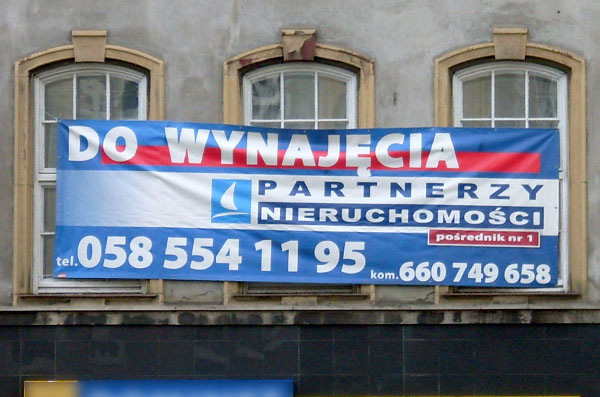 DO WYNAJĘCIA
PARTNERZY
NIERUCHOMOŚCI
pośrednik nr 1
tel. 058 554 11 95
kom. 660 749 658